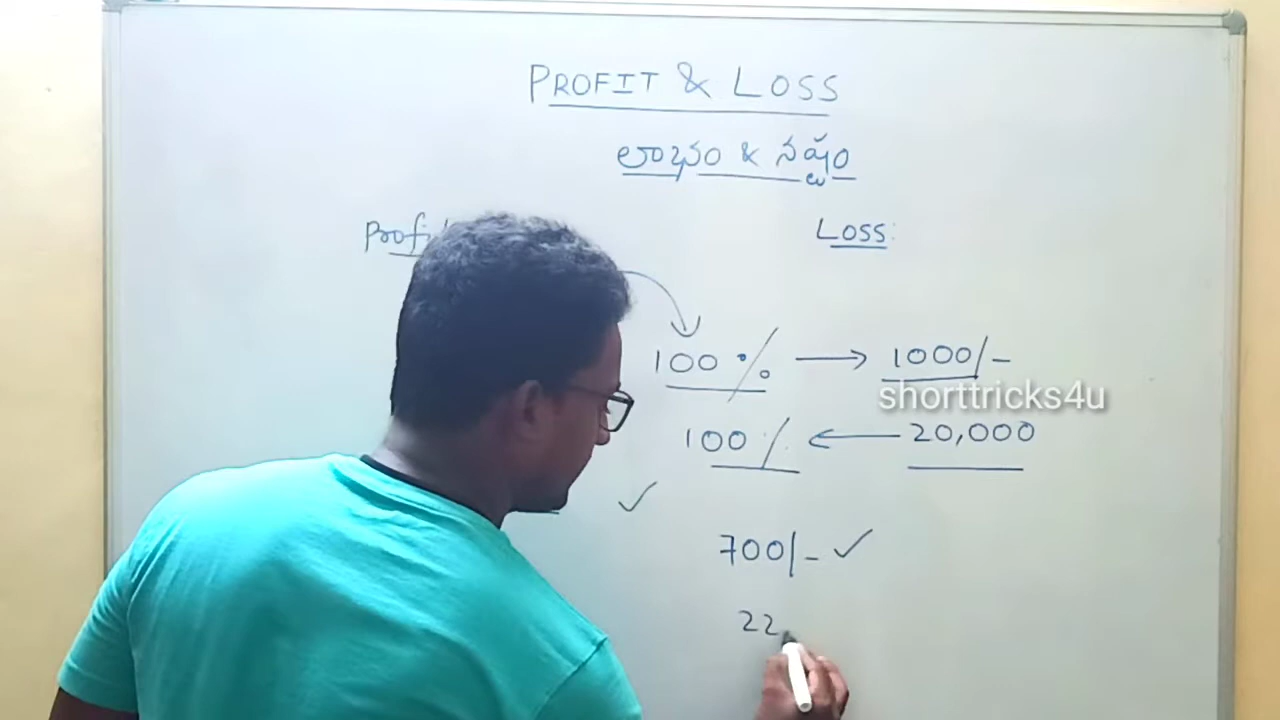 PROFIT & LOSS
లాభం & నష్టం
Loss:
100 % → 1000/-
shorttricks4u
100 % ← 20,000
✓
700/- ✓
22